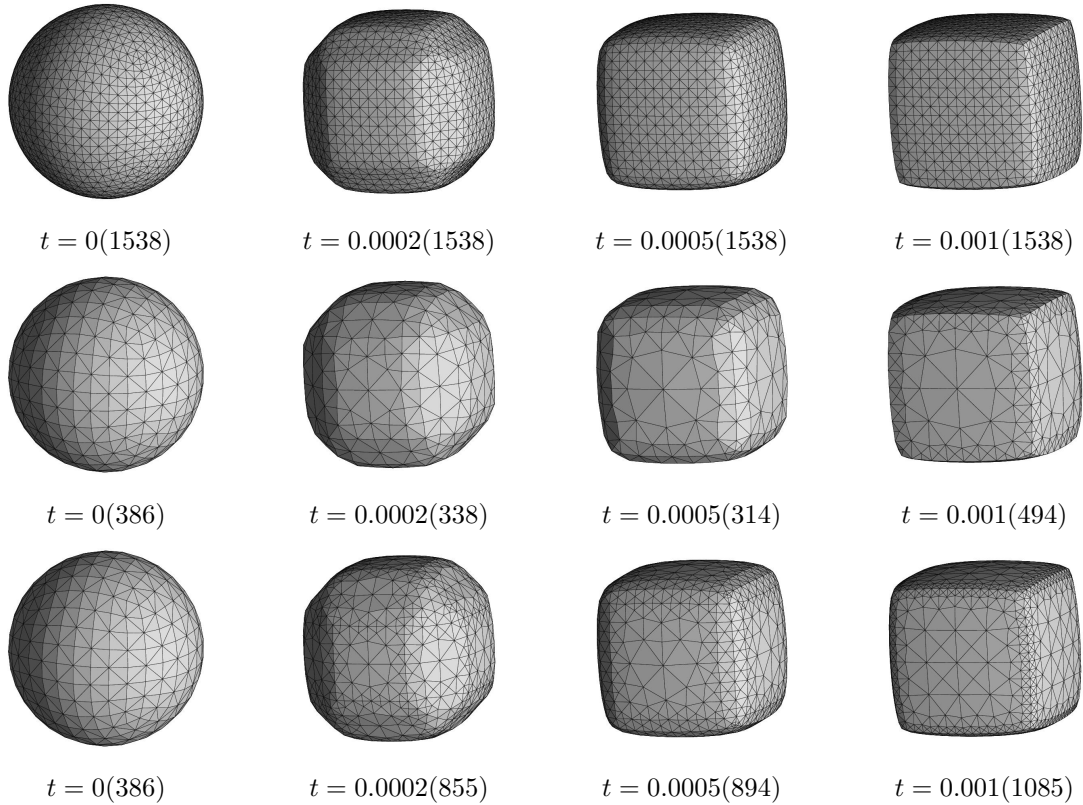 t = 0(1538) t = 0.0002(1538) t = 0.0005(1538) t = 0.001(1538)
t = 0(386) t = 0.0002(338) t = 0.0005(314) t = 0.001(494)
t = 0(386) t = 0.0002(855) t = 0.0005(894) t = 0.001(1085)